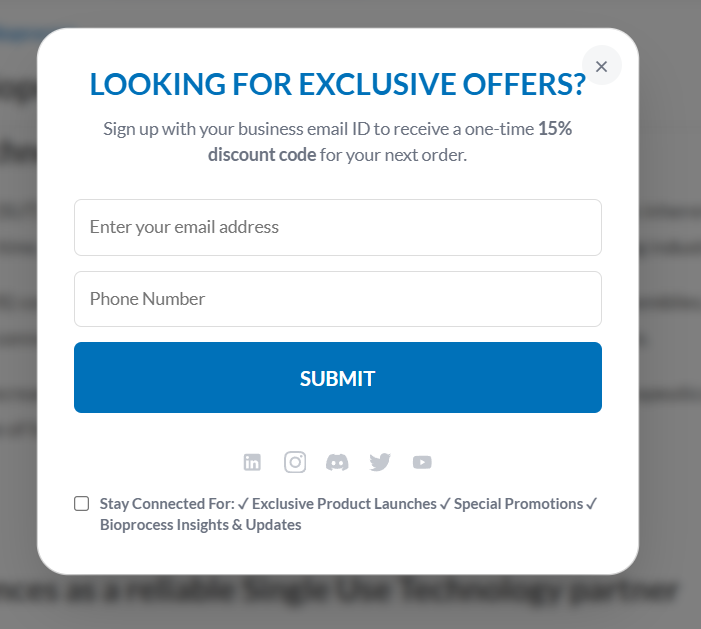 LOOKING FOR EXCLUSIVE OFFERS?
Sign up with your business email ID to receive a one-time 15%
discount code for your next order.
Enter your email address
Phone Number
SUBMIT
Stay Connected For: ✓ Exclusive Product Launches ✓ Special Promotions ✓
Bioprocess Insights & Updates
as a reliable Single Use Technology partner